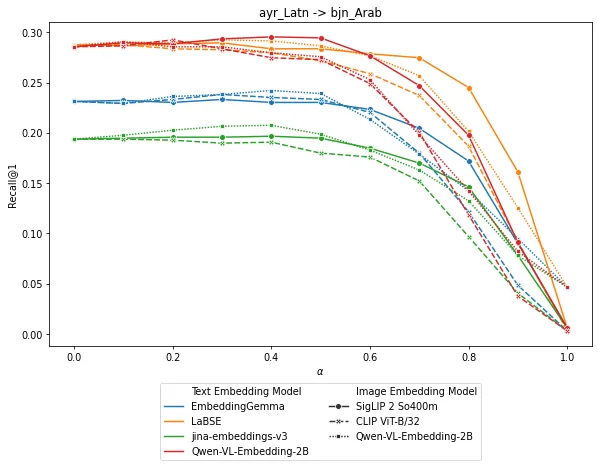 ayr_Latn -> bjn_Arab
Recall@1
0.30
0.25
0.20
0.15
0.10
0.05
0.00
0.0 0.2 0.4 0.6 0.8 1.0
α
Text Embedding Model
EmbeddingGemma
LaBSE
jina-embeddings-v3
Qwen-VL-Embedding-2B
Image Embedding Model
SigLIP 2 So400m
CLIP ViT-B/32
Qwen-VL-Embedding-2B